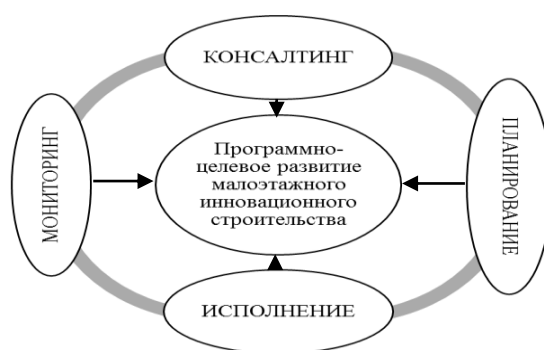 КОНСАЛТИНГ
МОНИТОРИНГ
Программно-
целевое развитие
малоэтажного
инновационного
строительства
ПЛАНИРОВАНИЕ
ИСПОЛНЕНИЕ